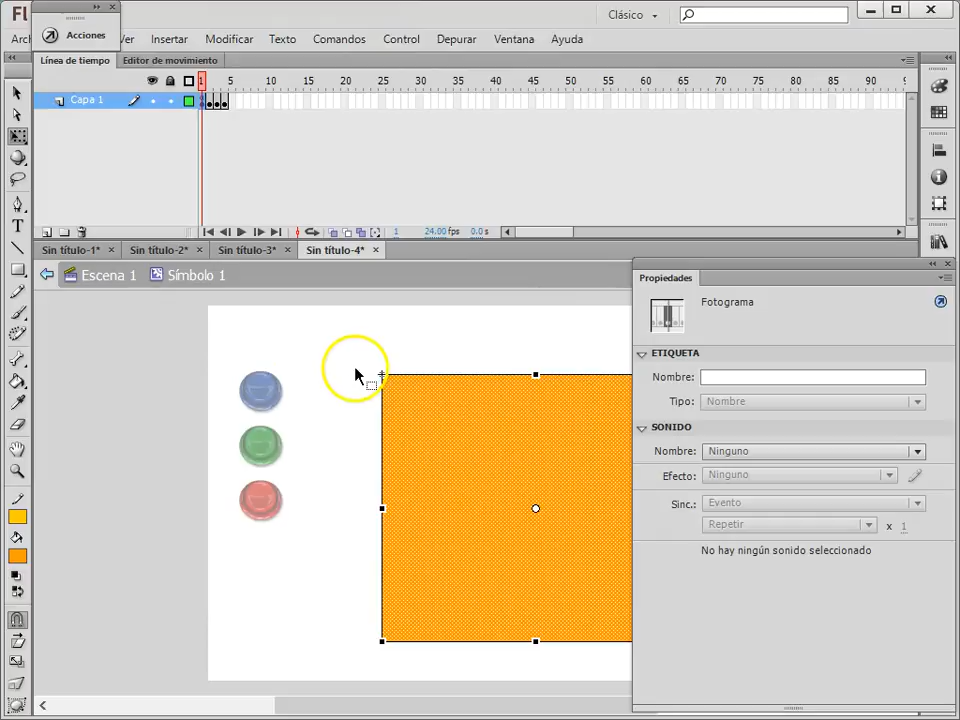 Fl
Acciones
Clásico
Arch
Ver
Insertar
Modificar
Texto
Comandos
Control
Depurar
Ventana
Ayuda
Línea de tiempo
Editor de movimiento
1 5 10 15 20 25 30 35 40 45 50 55 60 65 70 75 80 85 90 9
Capa 1
1 24.00 fps 0.0 s
Sin título-1* Sin título-2* Sin título-3* Sin título-4*
Escena 1 Símbolo 1
Propiedades
Fotograma
ETIQUETA
Nombre:
Tipo: Nombre
SONIDO
Nombre: Ninguno
Efecto: Ninguno
Sinc.: Evento
Repetir x 1
No hay ningún sonido seleccionado
T